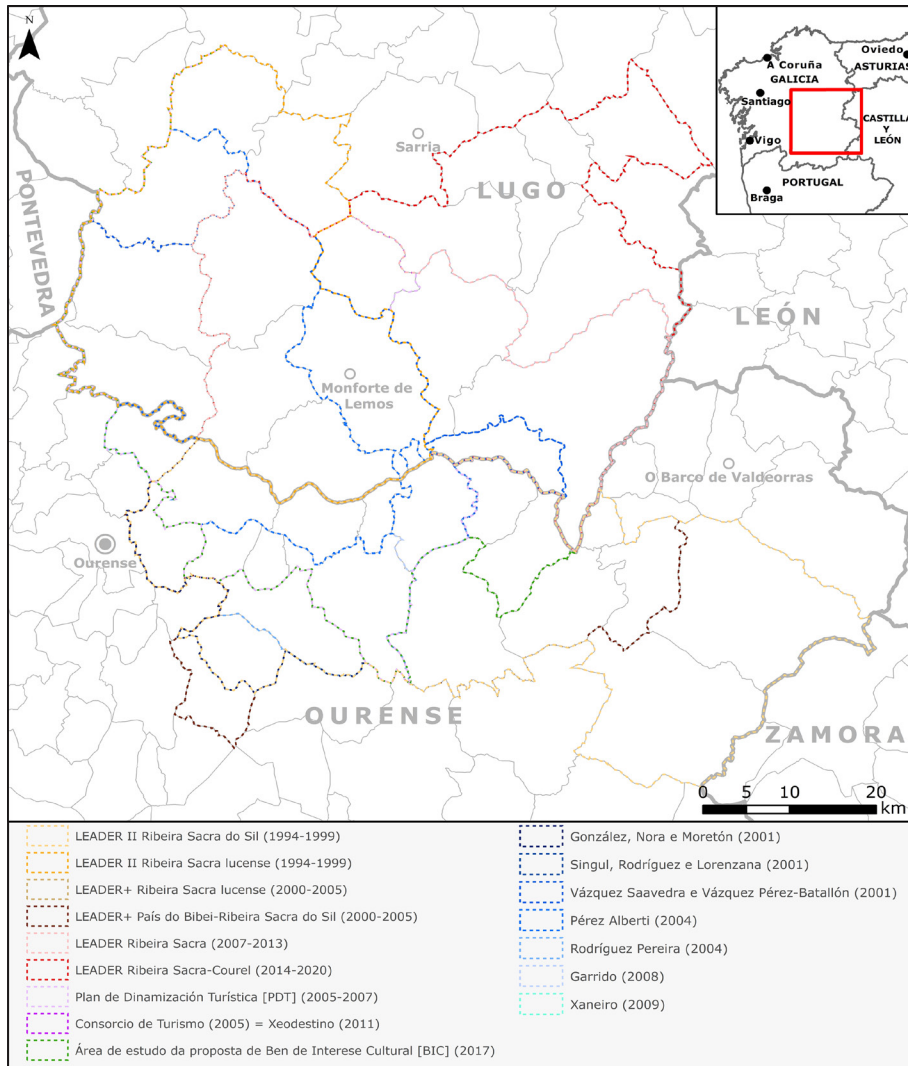 N
Oviedo
ASTURIAS
A Coruña
GALICIA
Santiago
CASTILLA
Y
LEÓN
Vigo
PORTUGAL
Braga
Sarria
LUGO
PONTEVEDRA
LEÓN
Monforte de
Lemos
O Barco de Valdeorras
Ourense
OURENSE
ZAMORA
0 5 10 20
km
LEADER II Ribeira Sacra do Sil (1994-1999)
LEADER II Ribeira Sacra lucense (1994-1999)
LEADER+ Ribeira Sacra lucense (2000-2005)
LEADER+ País do Bibei-Ribeira Sacra do Sil (2000-2005)
LEADER Ribeira Sacra (2007-2013)
LEADER Ribeira Sacra-Courel (2014-2020)
Plan de Dinamización Turística [PDT] (2005-2007)
Consorcio de Turismo (2005) = Xeodestino (2011)
Área de estudo da proposta de Ben de Interese Cultural [BIC] (2017)
González, Nora e Moretón (2001)
Singul, Rodríguez e Lorenzana (2001)
Vázquez Saavedra e Vázquez Pérez-Batallón (2001)
Pérez Alberti (2004)
Rodríguez Pereira (2004)
Garrido (2008)
Xaneiro (2009)